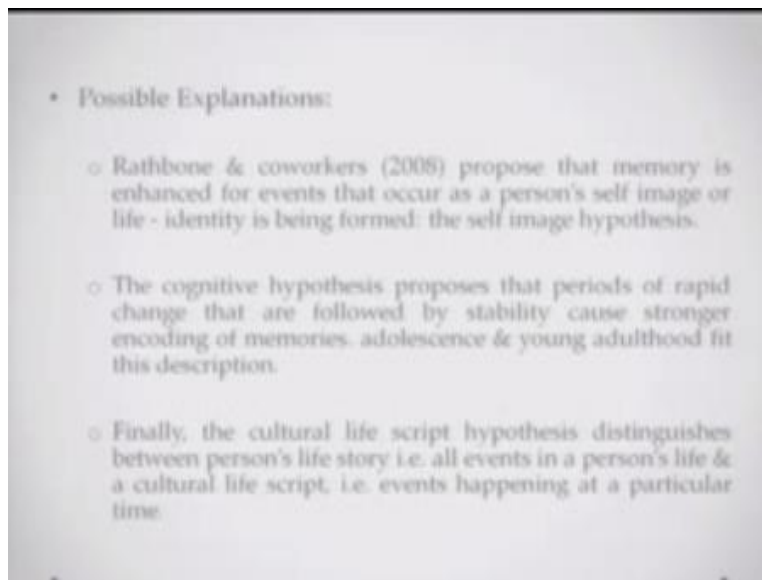 • Possible Explanations:
o Rathbone & coworkers (2008) propose that memory is
enhanced for events that occur as a person's self image or
life - identity is being formed: the self image hypothesis.
o The cognitive hypothesis proposes that periods of rapid
change that are followed by stability cause stronger
encoding of memories. adolescence & young adulthood fit
this description.
o Finally, the cultural life script hypothesis distinguishes
between person's life story i.e. all events in a person's life &
a cultural life script, i.e. events happening at a particular
time.